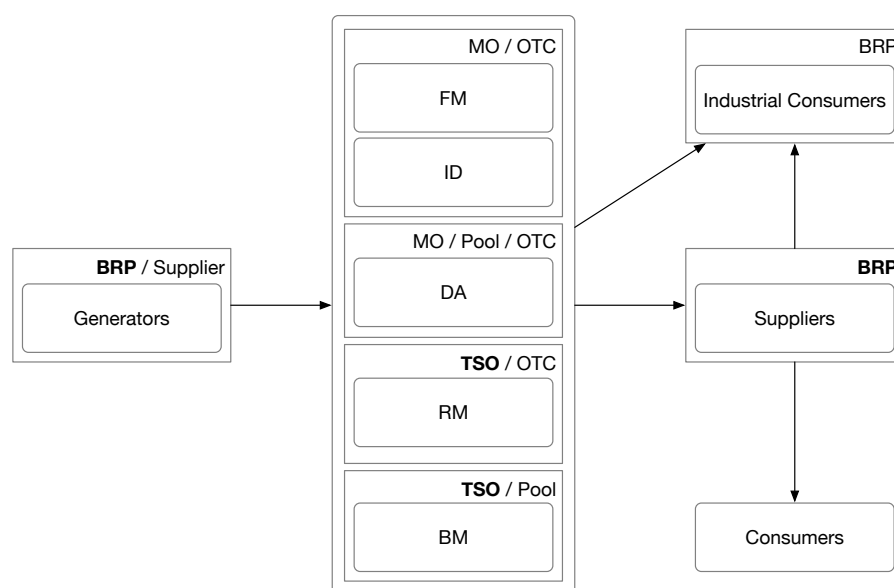 MO / OTC
FM
ID
MO / Pool / OTC
DA
TSO / OTC
RM
TSO / Pool
BM
BRP / Supplier
Generators
BRP
Industrial Consumers
BRP
Suppliers
Consumers